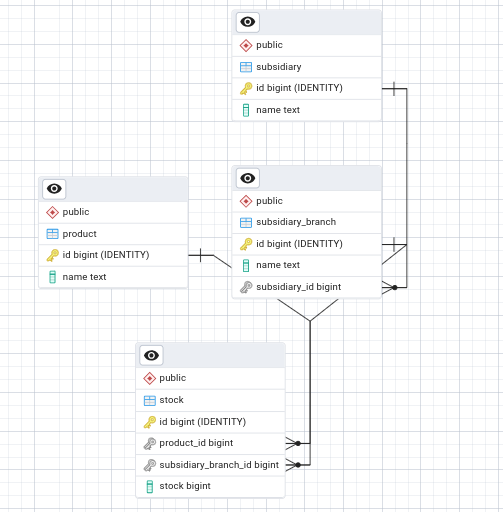 public
subsidiary
id bigint (IDENTITY)
name text
public
product
id bigint (IDENTITY)
name text
public
subsidiary_branch
id bigint (IDENTITY)
name text
subsidiary_id bigint
public
stock
id bigint (IDENTITY)
product_id bigint
subsidiary_branch_id bigint
stock bigint